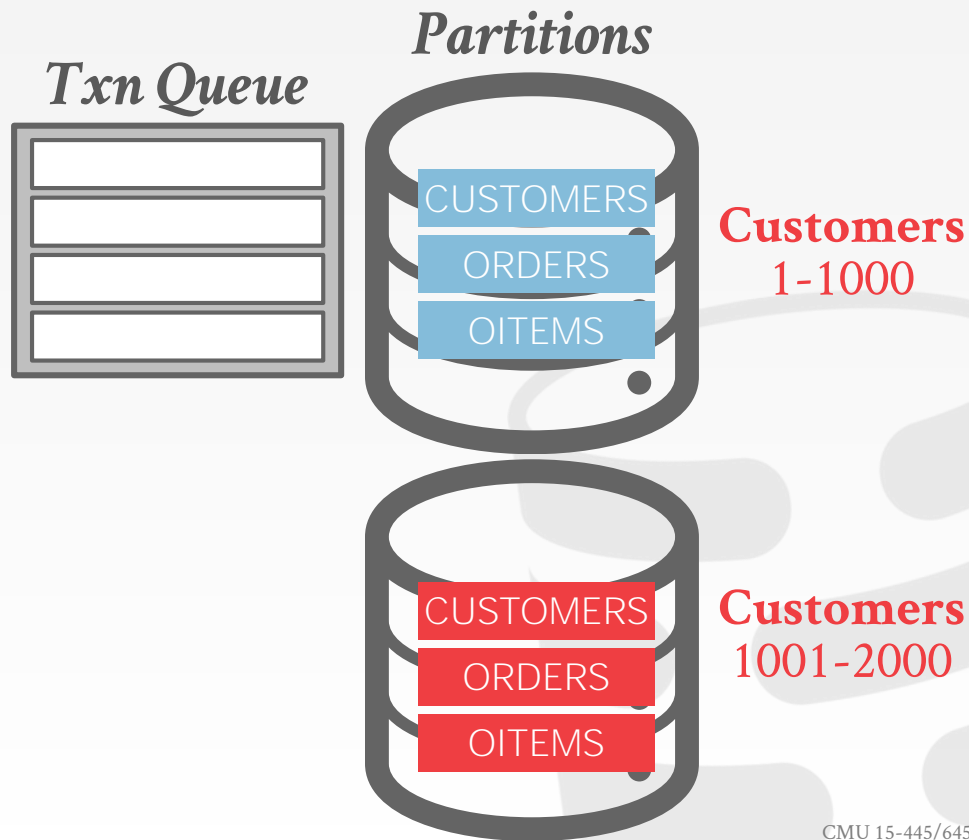 Partitions
Txn Queue
CUSTOMERS
ORDERS
OITEMS
Customers
1-1000
CUSTOMERS
ORDERS
OITEMS
Customers
1001-2000
CMU 15-445/645